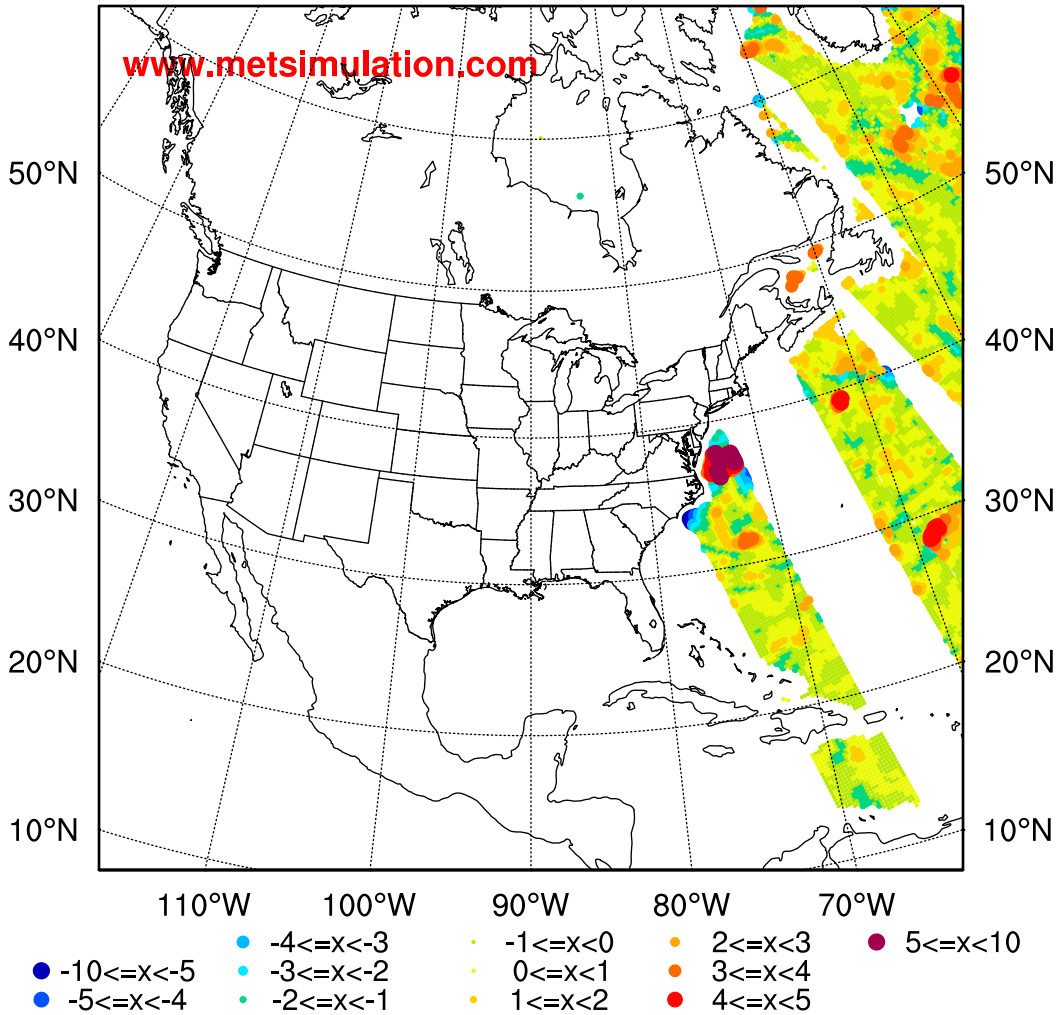 www.metsimulation.com
50°N 50°N
40°N 40°N
30°N 30°N
20°N 20°N
10°N 10°N
110°W 100°W 90°W 80°W 70°W
-4<=x<-3 -1<=x<0 2<=x<3 5<=x<10
-10<=x<-5 -3<=x<-2 0<=x<1 3<=x<4
-5<=x<-4 -2<=x<-1 1<=x<2 4<=x<5